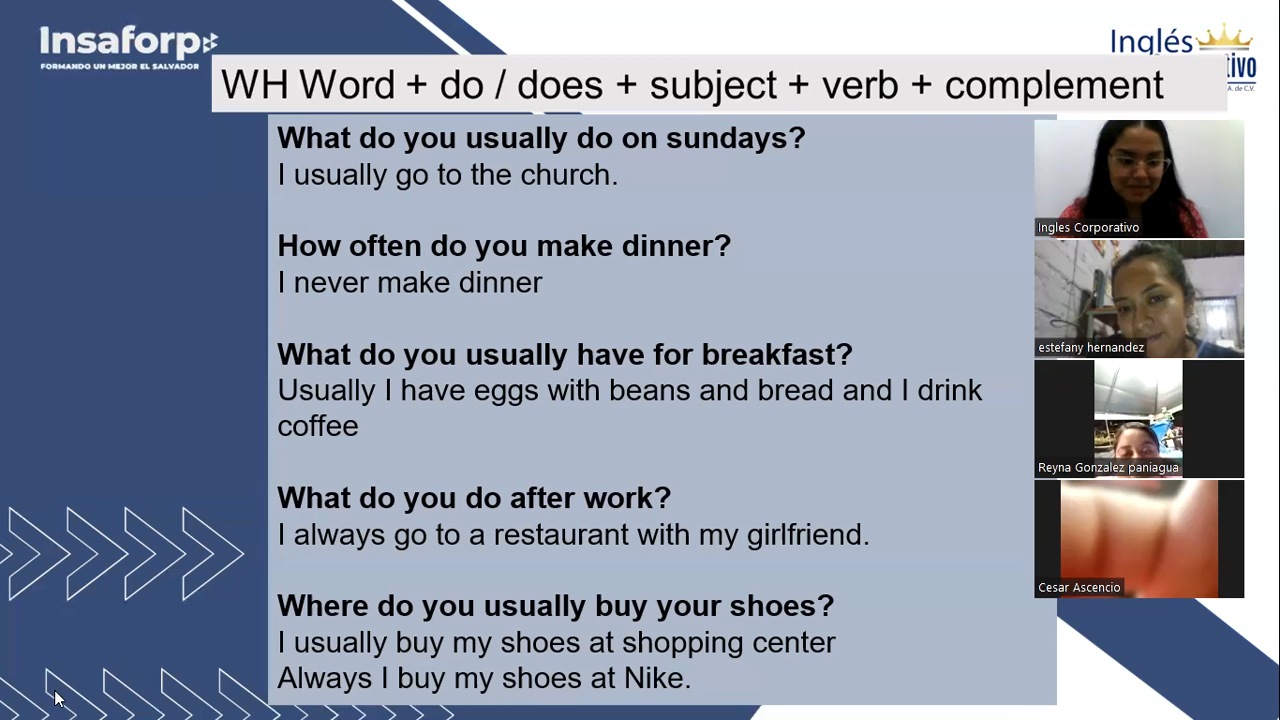 Insaforp
FORMANDO UN MEJOR EL SALVADOR
Inglés
tivo
A. de C.V.
WH Word + do / does + subject + verb + complement
What do you usually do on sundays?
I usually go to the church.
How often do you make dinner?
I never make dinner
What do you usually have for breakfast?
Usually I have eggs with beans and bread and I drink
coffee
What do you do after work?
I always go to a restaurant with my girlfriend.
Where do you usually buy your shoes?
I usually buy my shoes at shopping center
Always I buy my shoes at Nike.
Ingles Corporativo
estefany hernandez
Reyna Gonzalez paniagua
Cesar Ascencio